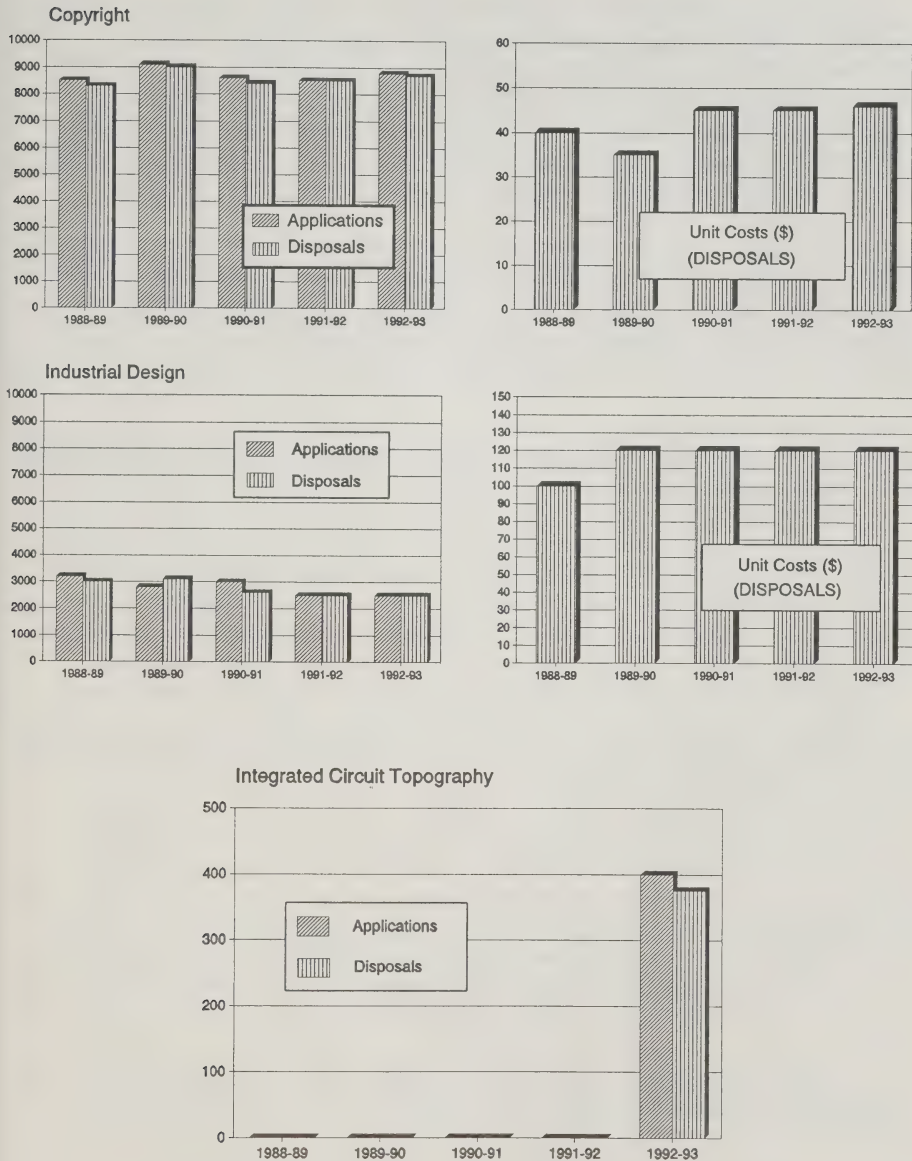 Copyright
10000
9000
8000
7000
6000
5000
4000
3000
2000
1000
0
Applications
Disposals
1988-89 1989-90 1990-91 1991-92 1992-93
60
50
40
30
20
10
0
Unit Costs ($)
(DISPOSALS)
1988-89 1989-90 1990-91 1991-92 1992-93
Industrial Design
10000
9000
8000
7000
6000
5000
4000
3000
2000
1000
0
Applications
Disposals
1988-89 1989-90 1990-91 1991-92 1992-93
150
140
130
120
110
100
90
80
70
60
50
40
30
20
10
0
Unit Costs ($)
(DISPOSALS)
1988-89 1989-90 1990-91 1991-92 1992-93
Integrated Circuit Topography
500
400
300
200
100
0
Applications
Disposals
1988-89 1989-90 1990-91 1991-92 1992-93